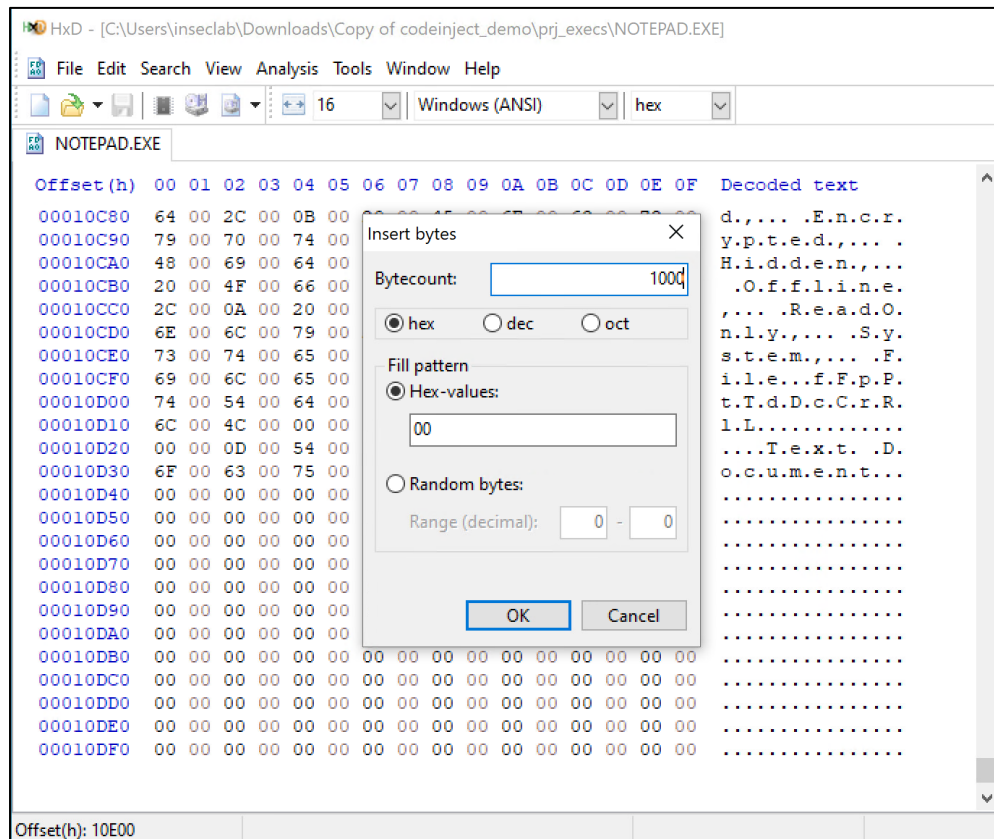 HxD - [C:\Users\inseclab\Downloads\Copy of codeinject_demo\prj_execs\NOTEPAD.EXE]
File Edit Search View Analysis Tools Window Help
16 Windows (ANSI) hex
NOTEPAD.EXE
Offset(h) 00 01 02 03 04 05 06 07 08 09 0A 0B 0C 0D 0E 0F Decoded text
00010C80 64 00 2C 00 0B 00 d.,... .E.n.c.r.
00010C90 79 00 70 00 74 00 y.p.t.e.d.,... .
00010CA0 48 00 69 00 64 00 H.i.d.d.e.n.,...
00010CB0 20 00 4F 00 66 00 .O.f.f.l.i.n.e.
00010CC0 2C 00 0A 00 20 00 ,... .R.e.a.d.O.
00010CD0 6E 00 6C 00 79 00 n.l.y.,... .S.y.
00010CE0 73 00 74 00 65 00 s.t.e.m.,... .F.
00010CF0 69 00 6C 00 65 00 i.l.e...f.F.p.P.
00010D00 74 00 54 00 64 00 t.T.d.D.c.C.r.R.
00010D10 6C 00 4C 00 00 00 l.L.............
00010D20 00 00 0D 00 54 00 ....T.e.x.t. .D.
00010D30 6F 00 63 00 75 00 o.c.u.m.e.n.t...
00010D40 00 00 00 00 00 00 ................
00010D50 00 00 00 00 00 00 ................
00010D60 00 00 00 00 00 00 ................
00010D70 00 00 00 00 00 00 ................
00010D80 00 00 00 00 00 00 ................
00010D90 00 00 00 00 00 00 ................
00010DA0 00 00 00 00 00 00 ................
00010DB0 00 00 00 00 00 00 00 00 00 00 00 00 00 00 00 00 ................
00010DC0 00 00 00 00 00 00 00 00 00 00 00 00 00 00 00 00 ................
00010DD0 00 00 00 00 00 00 00 00 00 00 00 00 00 00 00 00 ................
00010DE0 00 00 00 00 00 00 00 00 00 00 00 00 00 00 00 00 ................
00010DF0 00 00 00 00 00 00 00 00 00 00 00 00 00 00 00 00 ................
Insert bytes
Bytecount: 1000
hex dec oct
Fill pattern
Hex-values:
00
Random bytes:
Range (decimal): 0 - 0
OK Cancel
Offset(h): 10E00